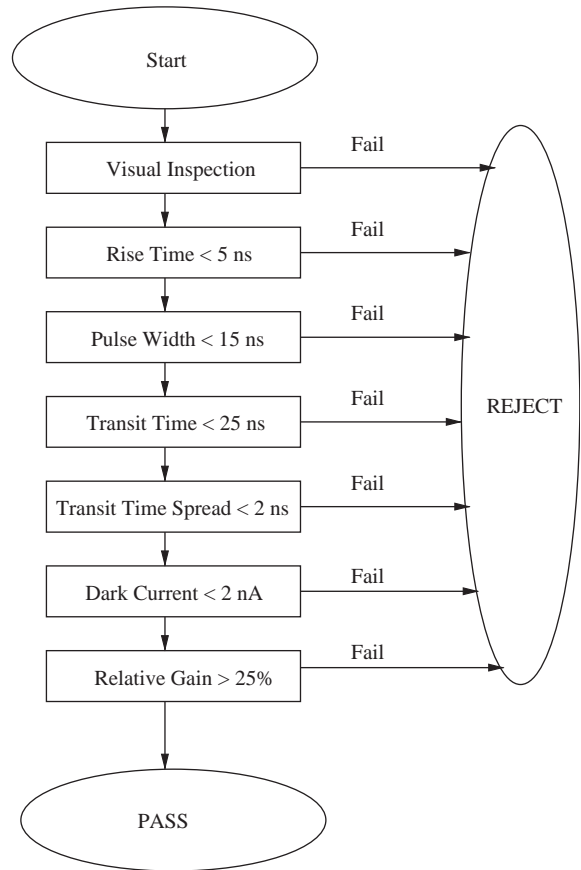 Start
Visual Inspection
Fail
Rise Time < 5 ns
Fail
Pulse Width < 15 ns
Fail
Transit Time < 25 ns
Fail
REJECT
Transit Time Spread < 2 ns
Fail
Dark Current < 2 nA
Fail
Relative Gain > 25%
Fail
PASS